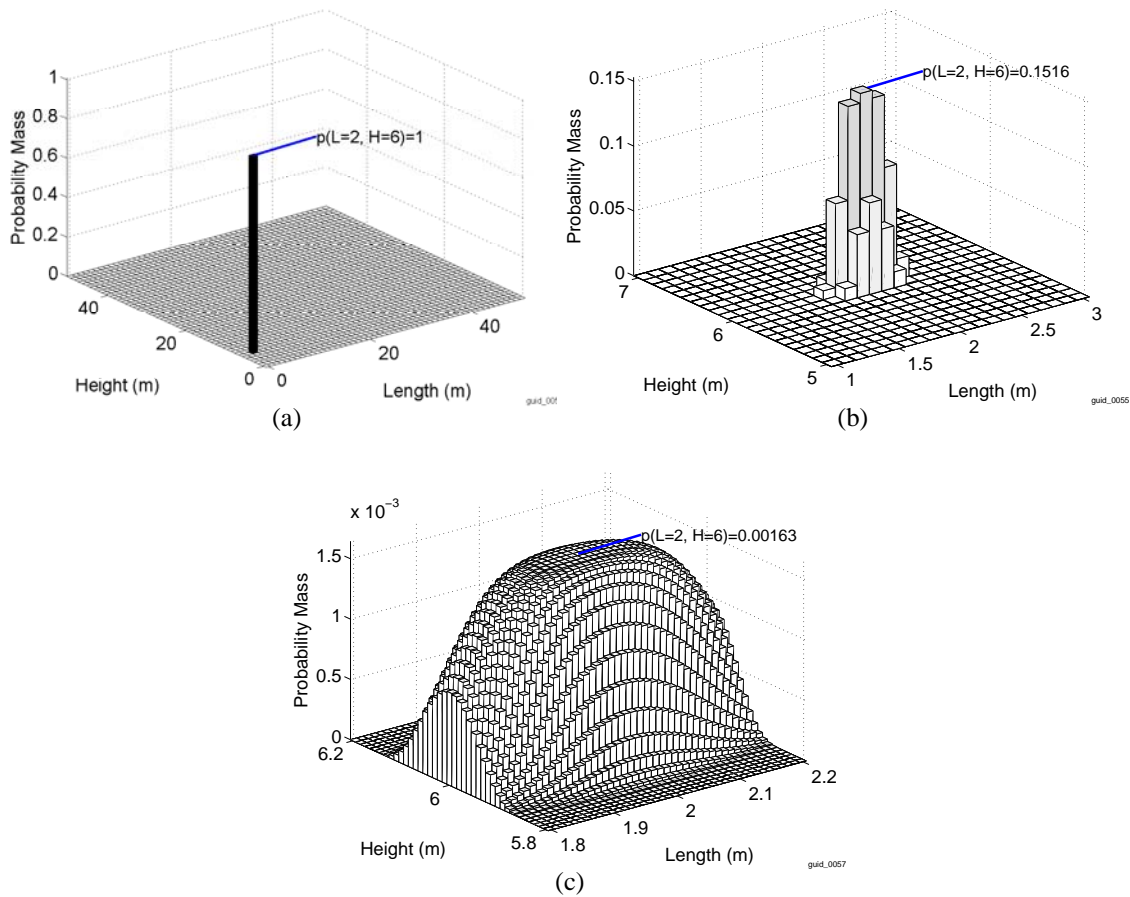 1
0.8
0.6
0.4
0.2
0
Probability Mass
p(L=2, H=6)=1
40
20
0
0
20
40
Height (m)
Length (m)
(a)
0.15
0.1
0.05
0
Probability Mass
p(L=2, H=6)=0.1516
7
6
5
1
1.5
2
2.5
3
Height (m)
Length (m)
guid_0055
(b)
x 10⁻³
1.5
1
0.5
0
Probability Mass
p(L=2, H=6)=0.00163
6.2
6
5.8
1.8
1.9
2
2.1
2.2
Height (m)
Length (m)
guid_0057
(c)